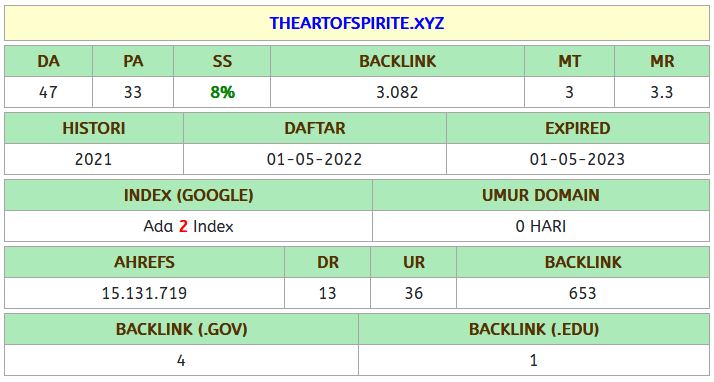 THEARTOFSPIRITE.XYZ
DA PA SS BACKLINK MT MR
47 33 8% 3.082 3 3.3
HISTORI DAFTAR EXPIRED
2021 01-05-2022 01-05-2023
INDEX (GOOGLE) UMUR DOMAIN
Ada 2 Index 0 HARI
AHREFS DR UR BACKLINK
15.131.719 13 36 653
BACKLINK (.GOV) BACKLINK (.EDU)
4 1